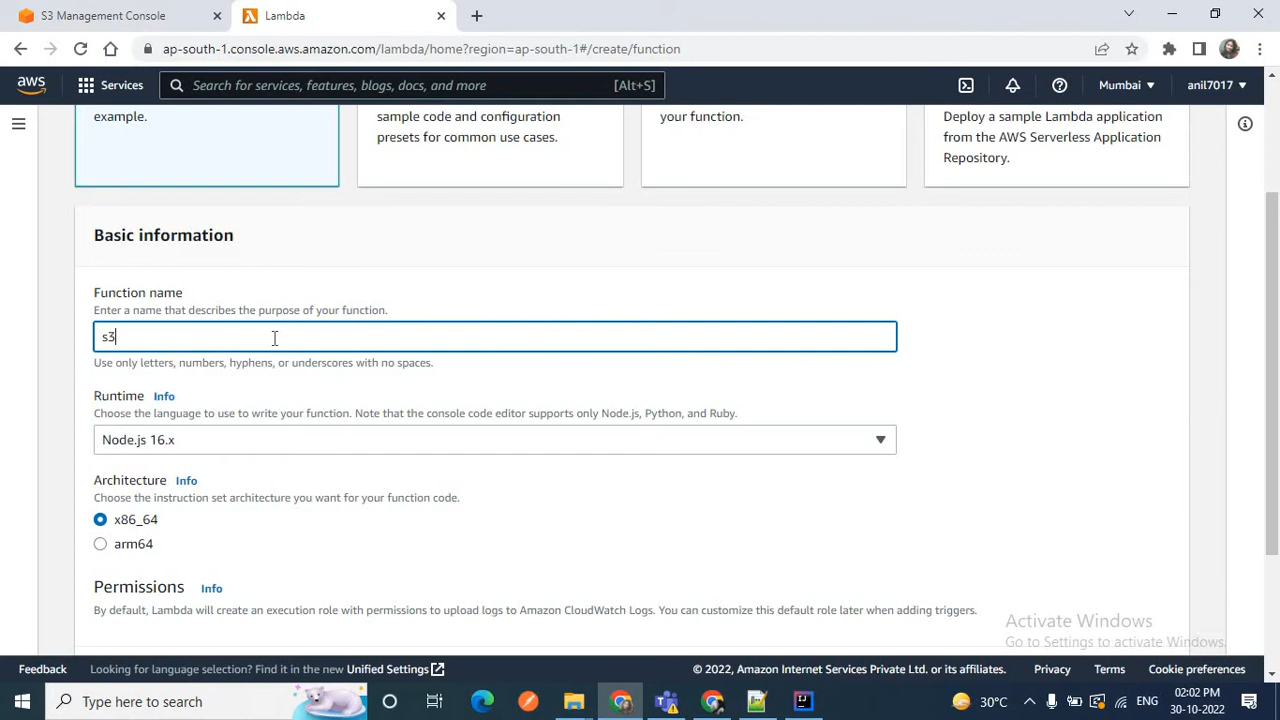 S3 Management Console
Lambda
ap-south-1.console.aws.amazon.com/lambda/home?region=ap-south-1#/create/function
aws
Services
Search for services, features, blogs, docs, and more
[Alt+S]
Mumbai
anil7017
example.
sample code and configuration
presets for common use cases.
your function.
Deploy a sample Lambda application
from the AWS Serverless Application
Repository.
Basic information
Function name
Enter a name that describes the purpose of your function.
s3
Use only letters, numbers, hyphens, or underscores with no spaces.
Runtime Info
Choose the language to use to write your function. Note that the console code editor supports only Node.js, Python, and Ruby.
Node.js 16.x
Architecture Info
Choose the instruction set architecture you want for your function code.
x86_64
arm64
Permissions Info
By default, Lambda will create an execution role with permissions to upload logs to Amazon CloudWatch Logs. You can customize this default role later when adding triggers.
Activate Windows
Go to Settings to activate Windows.
Feedback
Looking for language selection? Find it in the new Unified Settings
© 2022, Amazon Internet Services Private Ltd. or its affiliates.
Privacy
Terms
Cookie preferences
Type here to search
30°C
ENG
02:02 PM
30-10-2022